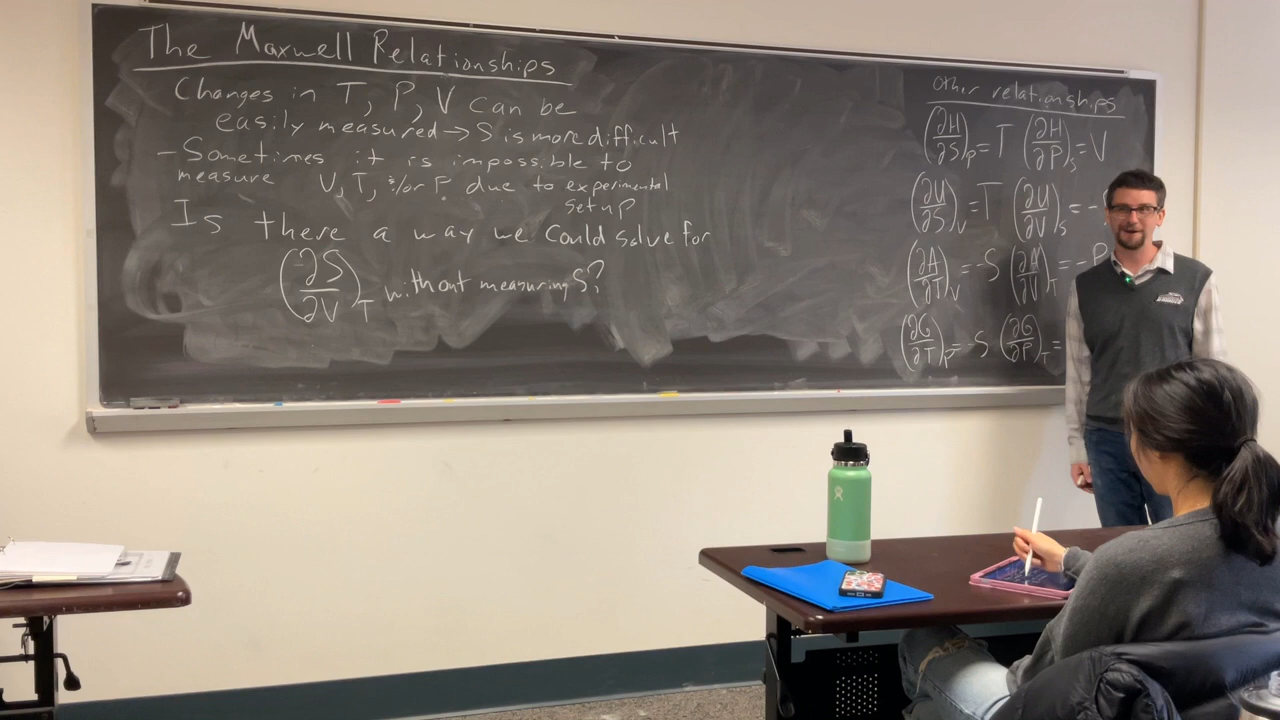 The Maxwell Relationships
Changes in T, P, V can be
easily measured → S is more difficult
- Sometimes it is impossible to
measure V, T, &/or P due to experimental
setup
Is there a way we could solve for
(∂S/∂V)_T without measuring S?
Other relationships
(∂H/∂S)_P = T (∂H/∂P)_S = V
(∂U/∂S)_V = T (∂U/∂V)_S = -
(∂A/∂T)_V = -S (∂A/∂V)_T = -P
(∂G/∂T)_P = -S (∂G/∂P)_T =